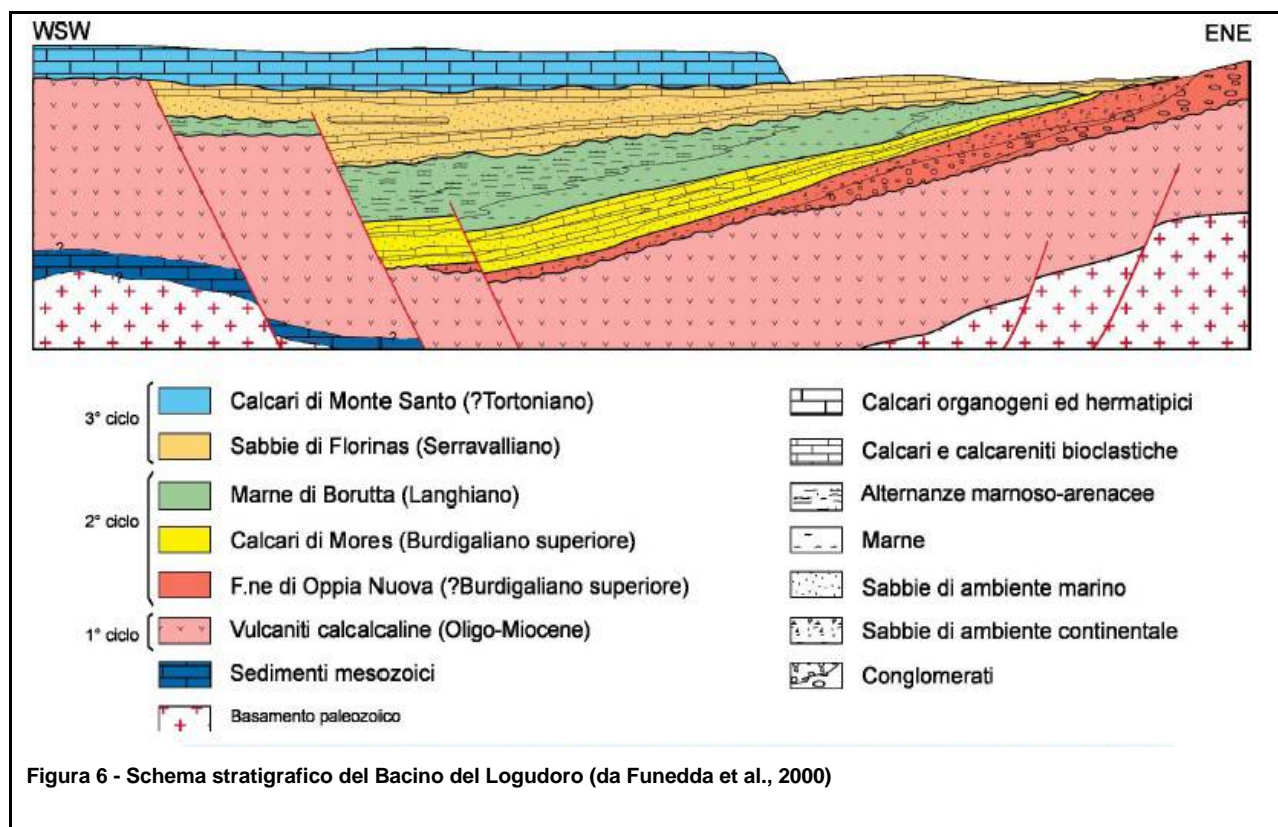 WSW
ENE
?
?
?
3° ciclo
Calcari di Monte Santo (?Tortoniano)
Sabbie di Florinas (Serravalliano)
2° ciclo
Marne di Borutta (Langhiano)
Calcari di Mores (Burdigaliano superiore)
F.ne di Oppia Nuova (?Burdigaliano superiore)
1° ciclo
Vulcaniti calcalcaline (Oligo-Miocene)
Sedimenti mesozoici
Basamento paleozoico
Calcari organogeni ed hermatipici
Calcari e calcareniti bioclastiche
Alternanze marnoso-arenacee
Marne
Sabbie di ambiente marino
Sabbie di ambiente continentale
Conglomerati
Figura 6 - Schema stratigrafico del Bacino del Logudoro (da Funedda et al., 2000)